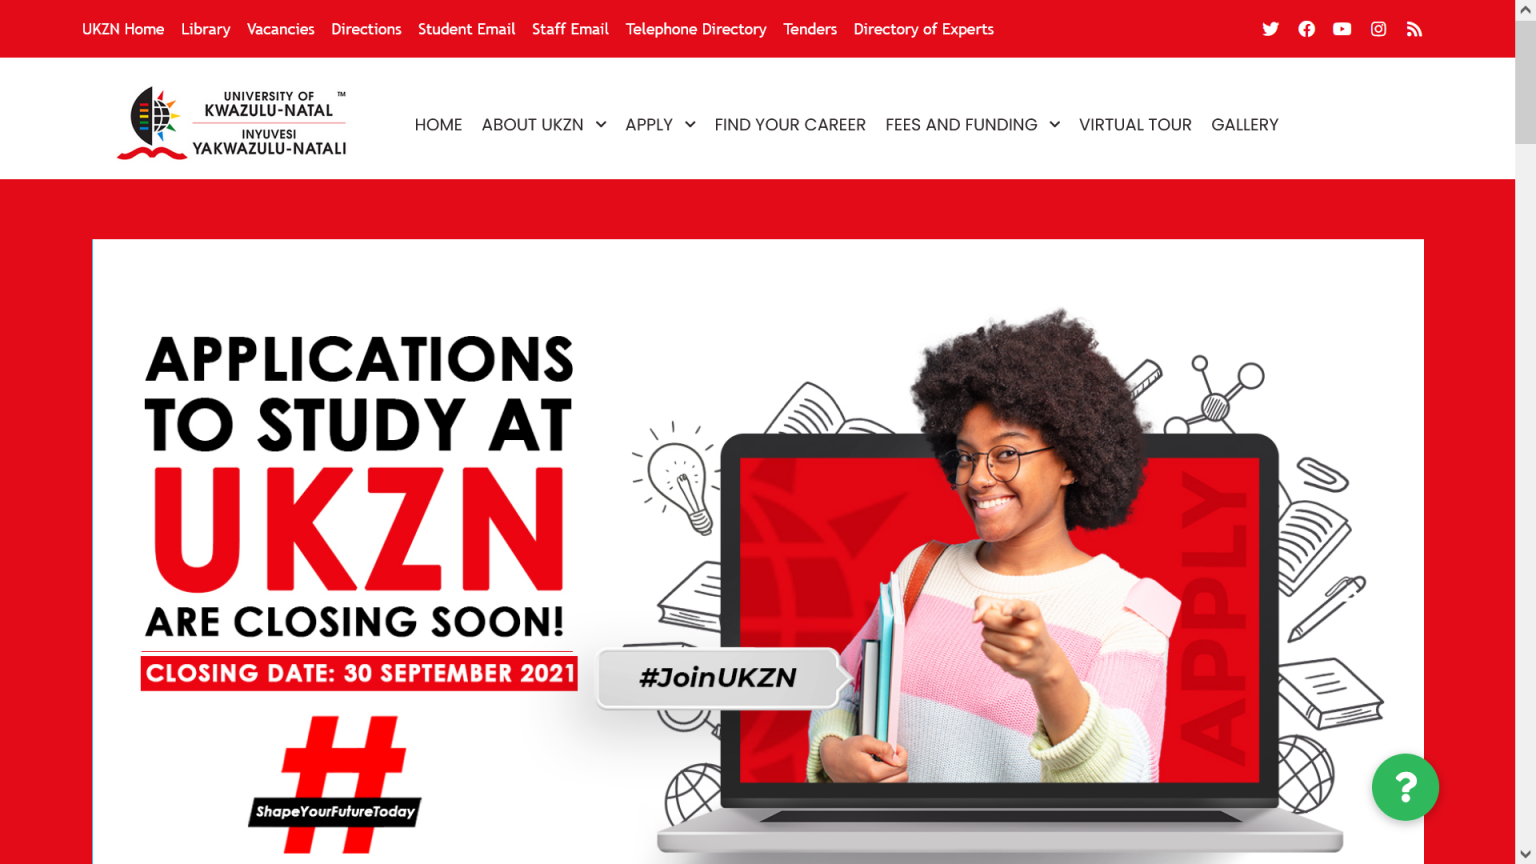 UKZN Home Library Vacancies Directions Student Email Staff Email Telephone Directory Tenders Directory of Experts
UNIVERSITY OF ™
KWAZULU-NATAL
INYUVESI
YAKWAZULU-NATALI
HOME ABOUT UKZN APPLY FIND YOUR CAREER FEES AND FUNDING VIRTUAL TOUR GALLERY
APPLICATIONS
TO STUDY AT
UKZN
ARE CLOSING SOON!
CLOSING DATE: 30 SEPTEMBER 2021
#JoinUKZN
APPLY
#
ShapeYourFutureToday
?